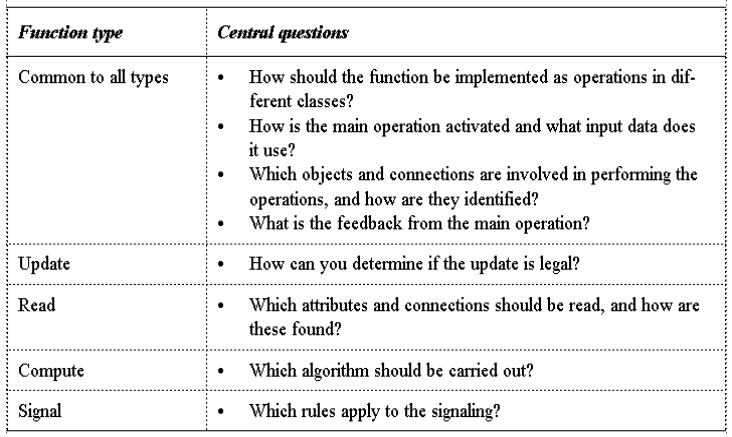 Function type Central questions
Common to all types • How should the function be implemented as operations in dif-
ferent classes?
• How is the main operation activated and what input data does
it use?
• Which objects and connections are involved in performing the
operations, and how are they identified?
• What is the feedback from the main operation?
Update • How can you determine if the update is legal?
Read • Which attributes and connections should be read, and how are
these found?
Compute • Which algorithm should be carried out?
Signal • Which rules apply to the signaling?